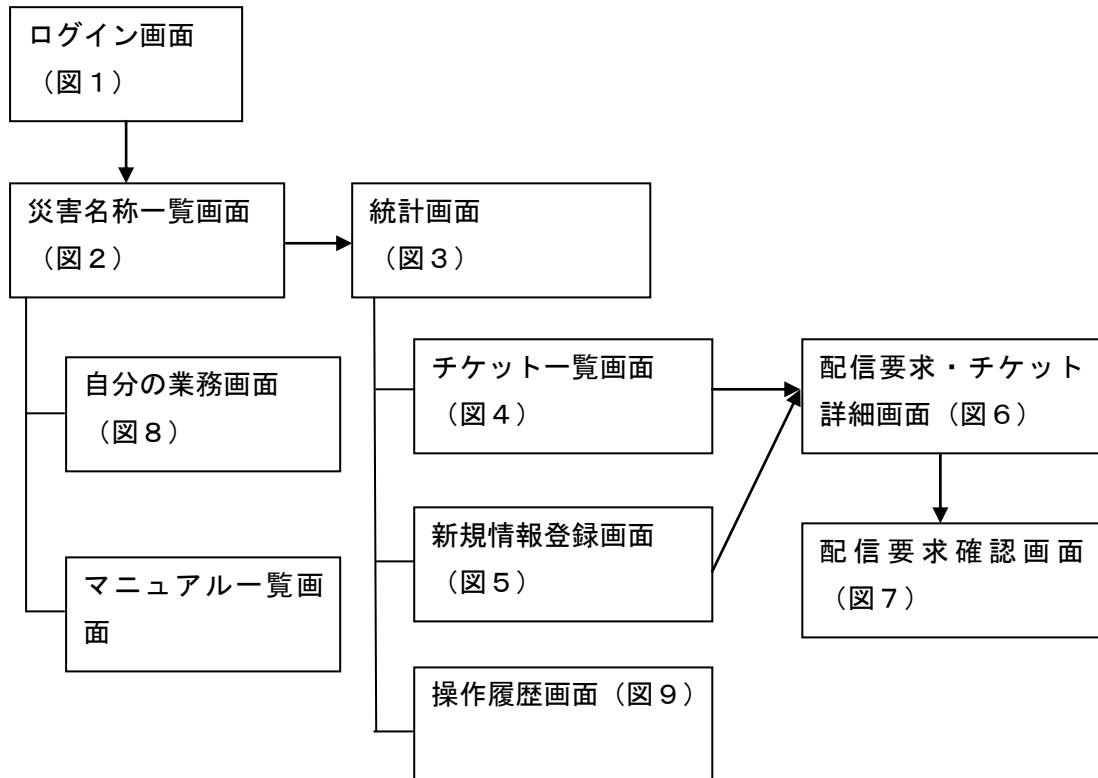 ログイン画面
（図１）
災害名称一覧画面
（図２）
統計画面
（図３）
自分の業務画面
（図８）
チケット一覧画面
（図４）
配信要求・チケット
詳細画面（図６）
新規情報登録画面
（図５）
配信要求確認画面
（図７）
マニュアル一覧画
面
操作履歴画面（図９）